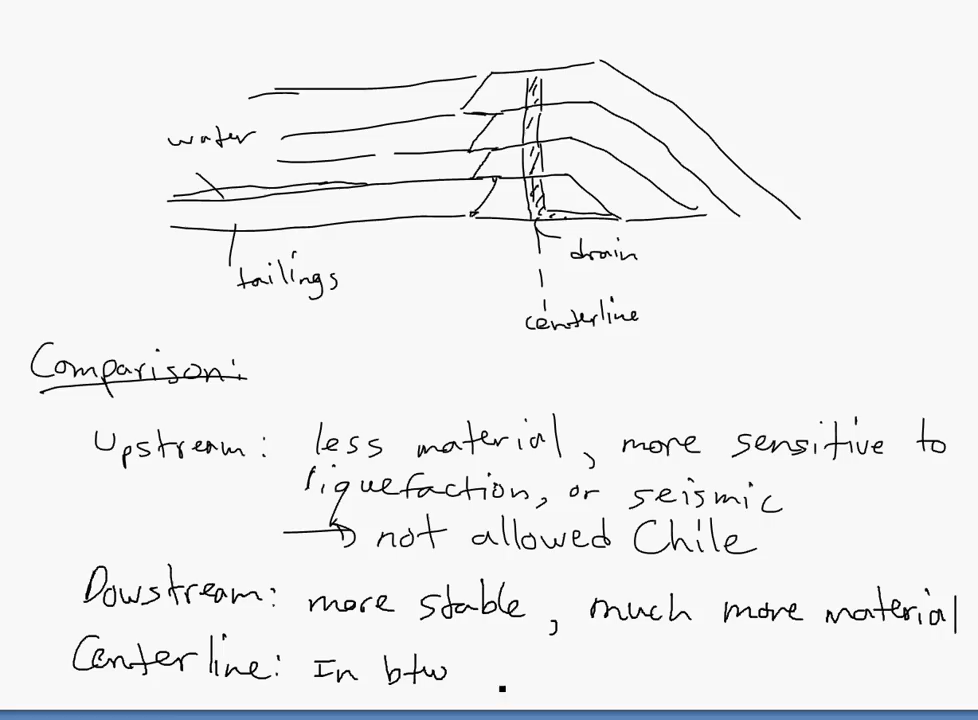 water
drain
tailings
centerline
Comparison:
Upstream: less material, more sensitive to
liquefaction, or seismic
→ not allowed Chile
Dowstream: more stable, much more material
Centerline: In btw